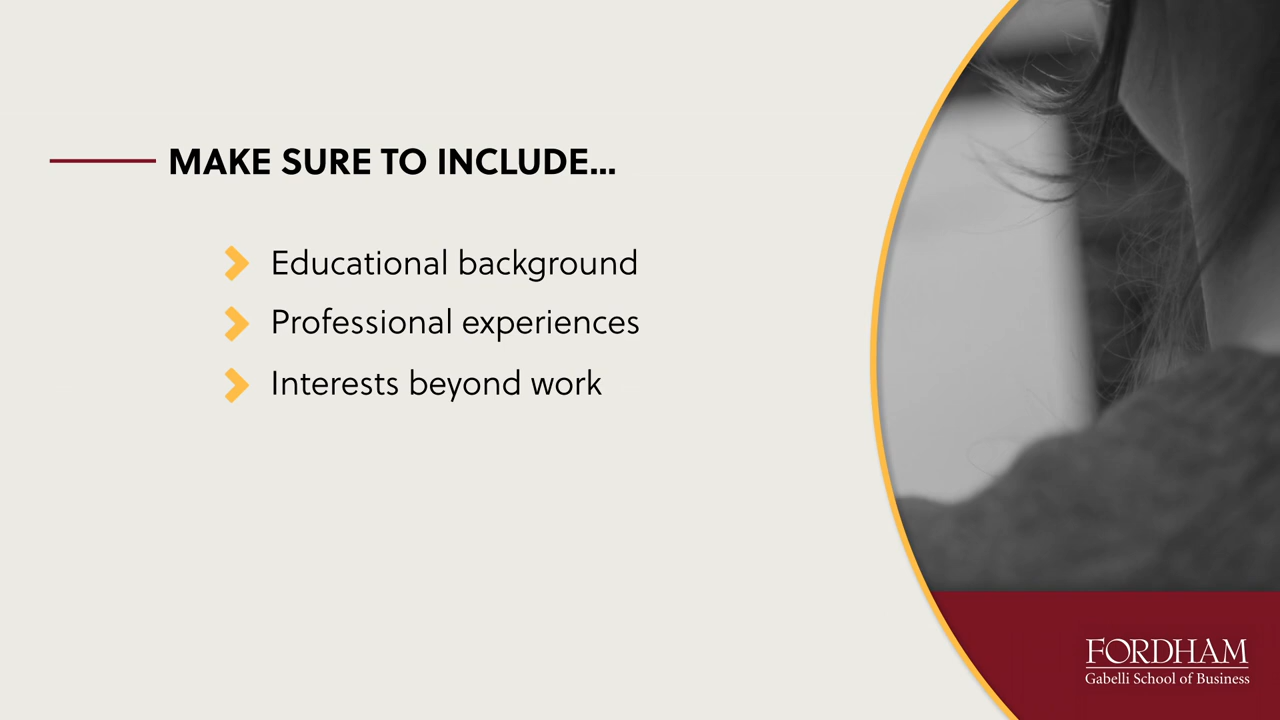 MAKE SURE TO INCLUDE...
Educational background
Professional experiences
Interests beyond work
FORDHAM
Gabelli School of Business